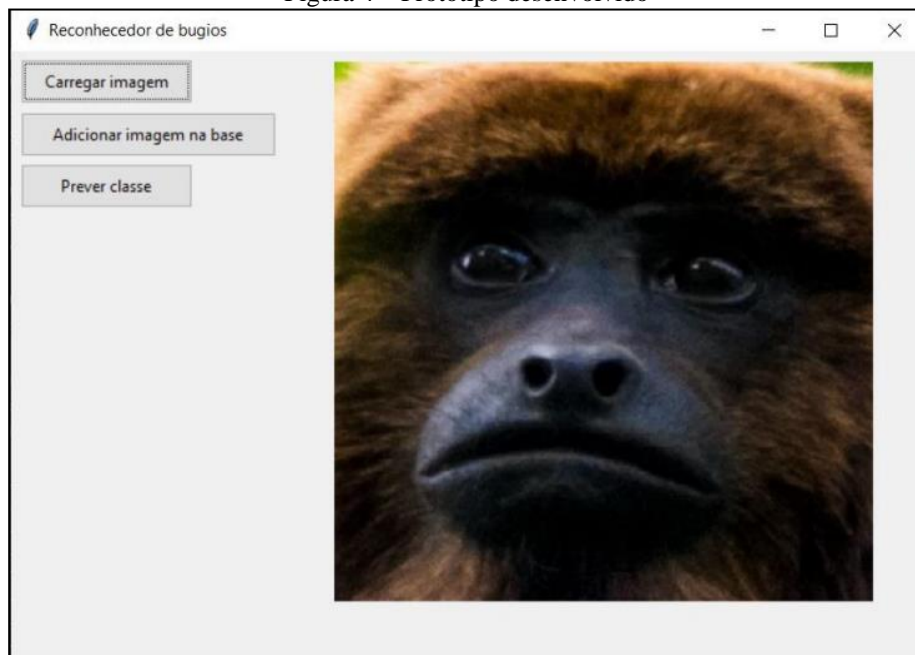 Reconhecedor de bugios
Carregar imagem
Adicionar imagem na base
Prever classe